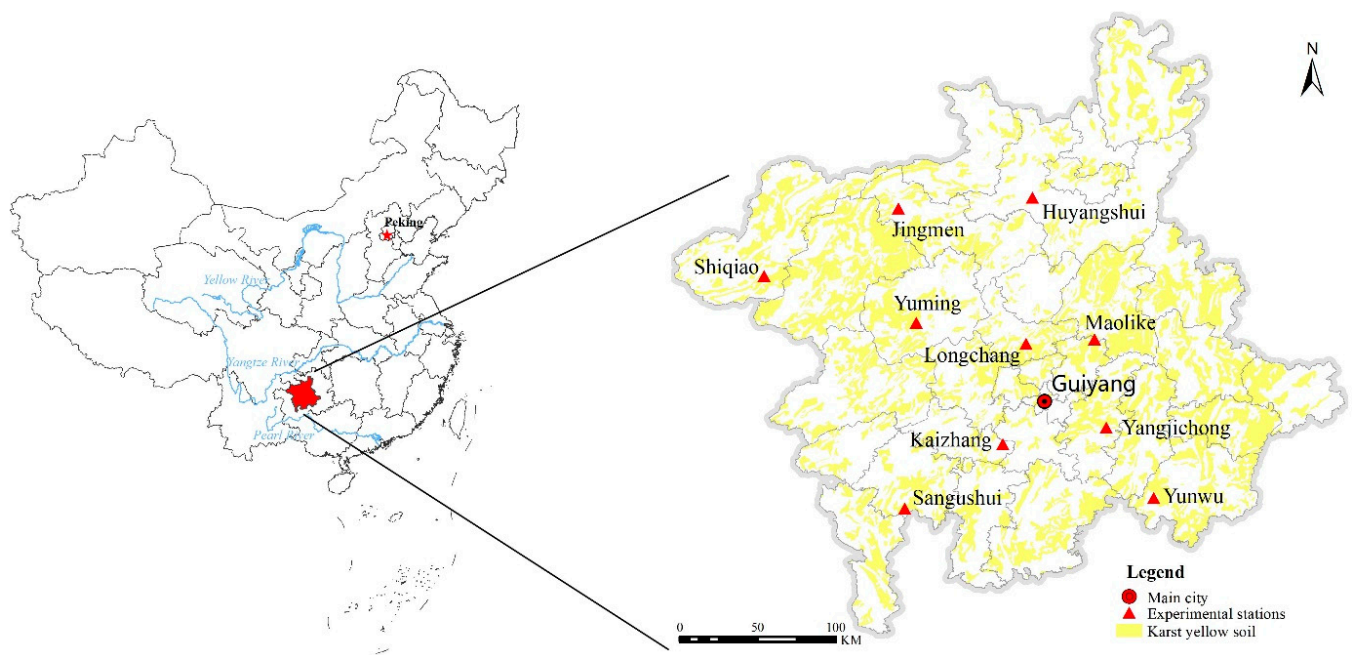 Peking
Yellow River
Yangtze River
Pearl River
N
Huyangshui
Jingmen
Shiqiao
Yuming
Maolike
Longchang
Guiyang
Yangjichong
Kaizhang
Sangushui
Yunwu
Legend
Main city
Experimental stations
Karst yellow soil
0 50 100
KM